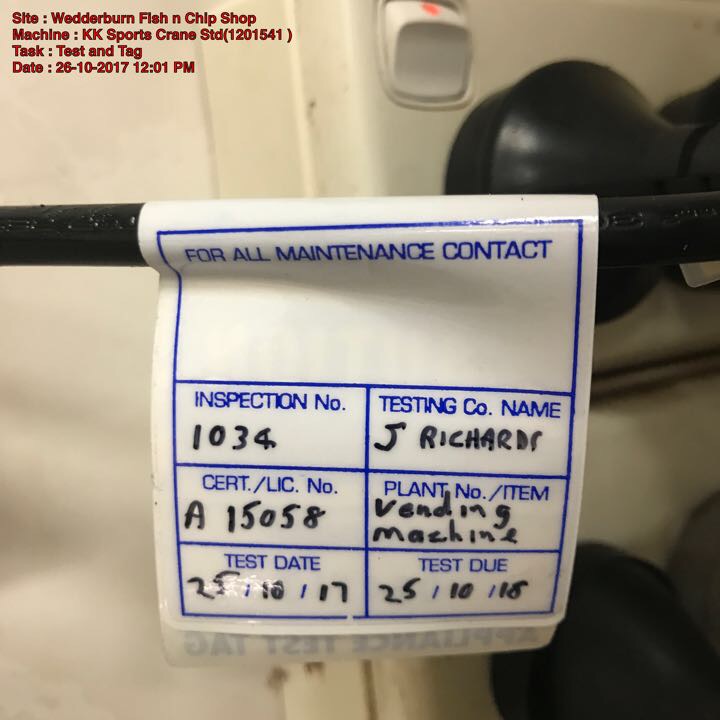 Site : Wedderburn Fish n Chip Shop
Machine : KK Sports Crane Std(1201541 )
Task : Test and Tag
Date : 26-10-2017 12:01 PM
FOR ALL MAINTENANCE CONTACT
INSPECTION No.
1034
TESTING Co. NAME
J RICHARDS
CERT./LIC. No.
A 15058
PLANT No./ITEM
Vending
machine
TEST DATE
25/10/17
TEST DUE
25/10/18
APPLIANCE TEST TAG